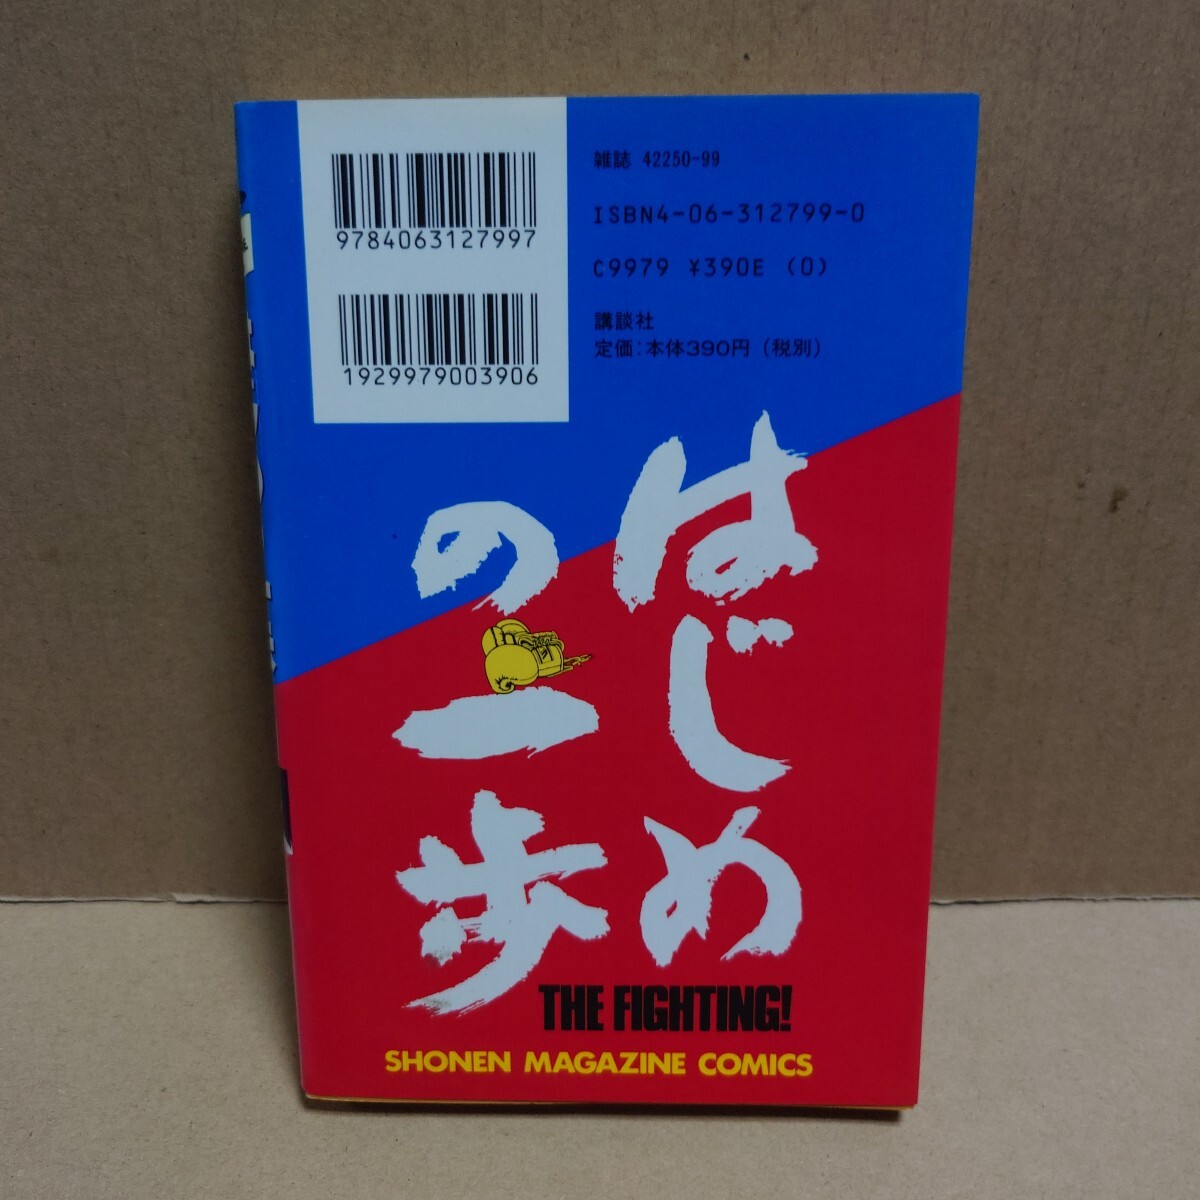 9784063127997
1929979003906
雑誌 42250-99
ISBN4-06-312799-0
C9979 ¥390E (0)
講談社
定価:本体390円(税別)
はじめ
の一歩
THE FIGHTING!
SHONEN MAGAZINE COMICS